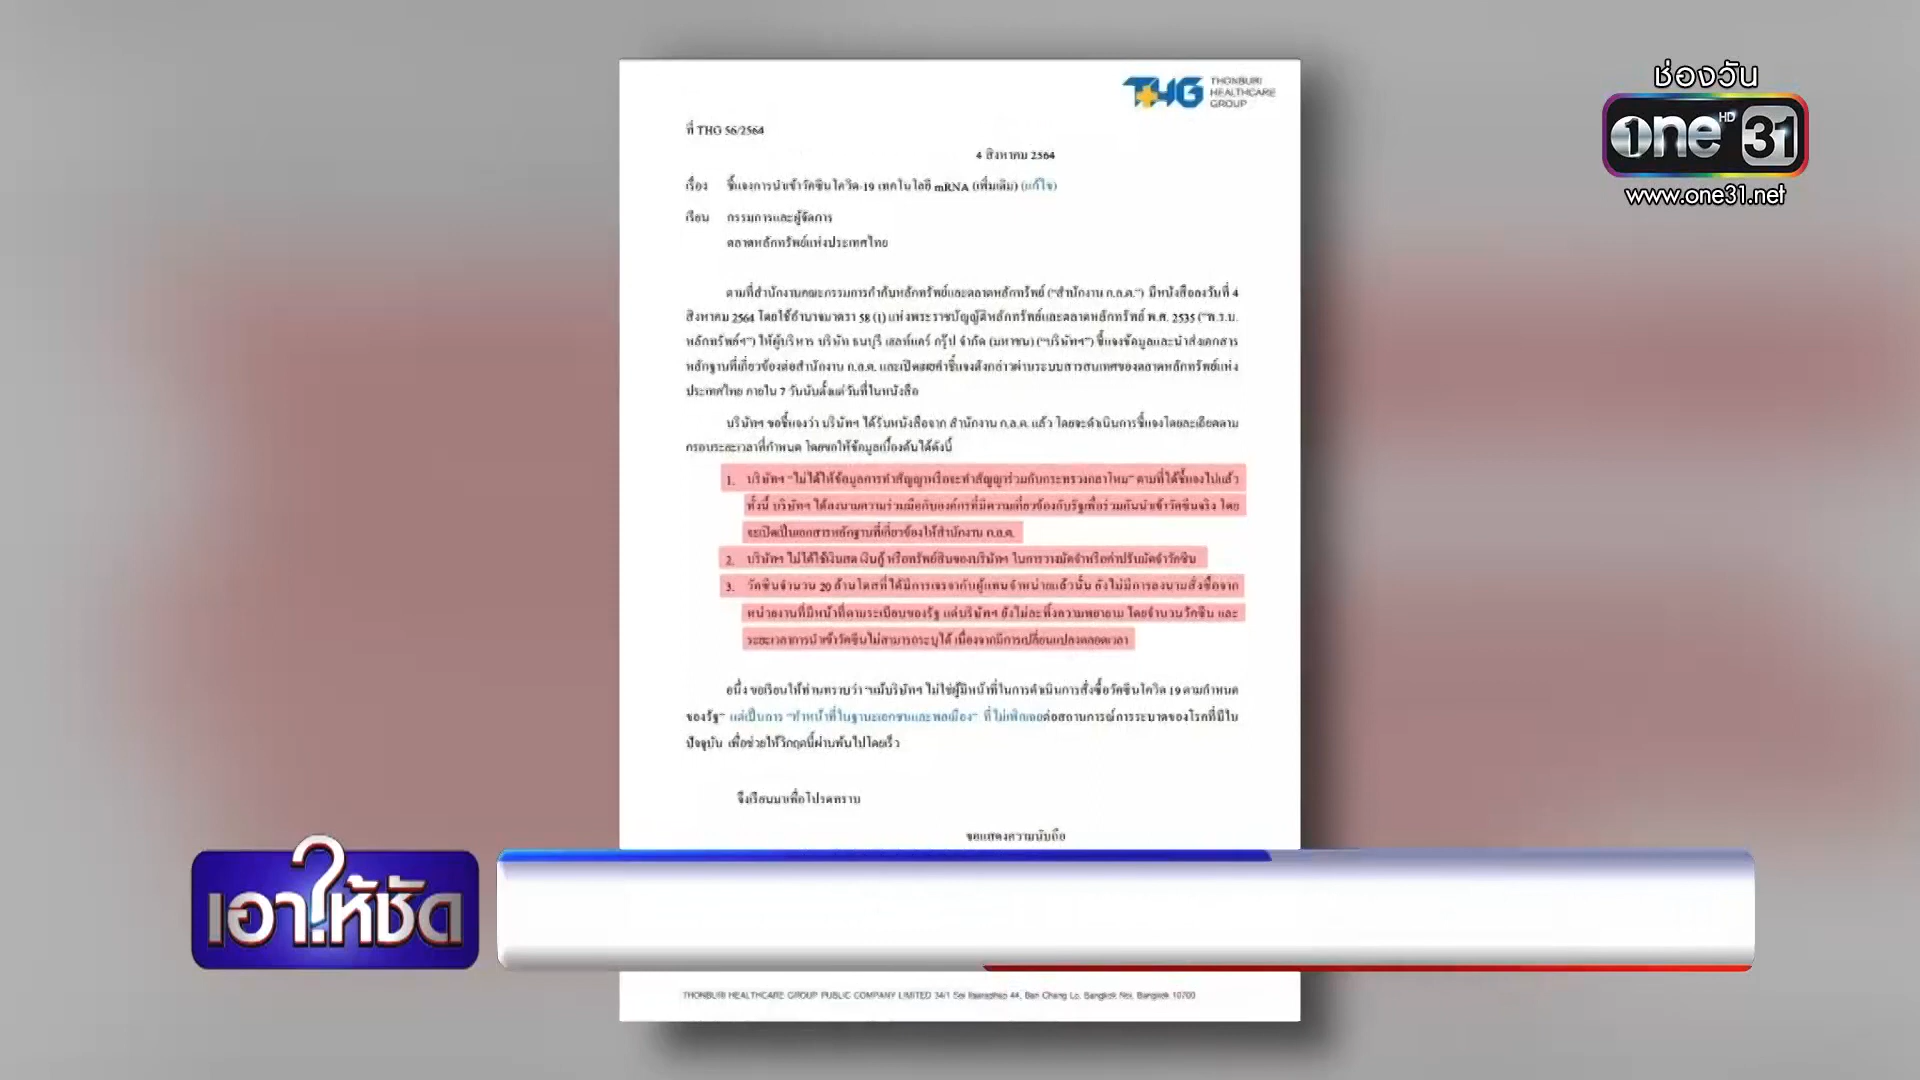 ช่องวัน
one HD 31
www.one31.net
THG THONBURI
HEALTHCARE
GROUP
ที่ THG 56/2564
4 สิงหาคม 2564
เรื่อง ชี้แจงการนำเข้าวัคซีนโควิด-19 เทคโนโลยี mRNA (เพิ่มเติม) (แก้ไข)
เรียน กรรมการและผู้จัดการ
ตลาดหลักทรัพย์แห่งประเทศไทย
ตามที่สำนักงานคณะกรรมการกำกับหลักทรัพย์และตลาดหลักทรัพย์ ("สำนักงาน ก.ล.ต.") มีหนังสือลงวันที่ 4
สิงหาคม 2564 โดยใช้อำนาจมาตรา 58 (1) แห่งพระราชบัญญัติหลักทรัพย์และตลาดหลักทรัพย์ พ.ศ. 2535 ("พ.ร.บ.
หลักทรัพย์ฯ") ให้ผู้บริหาร บริษัท ธนบุรี เฮลท์แคร์ กรุ๊ป จำกัด (มหาชน) ("บริษัทฯ") ชี้แจงข้อมูลและนำส่งเอกสาร
หลักฐานที่เกี่ยวข้องต่อสำนักงาน ก.ล.ต. และเปิดเผยคำชี้แจงดังกล่าวผ่านระบบสารสนเทศของตลาดหลักทรัพย์แห่ง
ประเทศไทย ภายใน 7 วันนับตั้งแต่วันที่ในหนังสือ
บริษัทฯ ขอชี้แจงว่า บริษัทฯ ได้รับหนังสือจาก สำนักงาน ก.ล.ต. แล้ว โดยจะดำเนินการชี้แจงโดยละเอียดตาม
กรอบระยะเวลาที่กำหนด โดยขอให้ข้อมูลเบื้องต้นได้ดังนี้
1. บริษัทฯ "ไม่ได้ให้ข้อมูลการทำสัญญาหรือจะทำสัญญาร่วมกับกระทรวงกลาโหม" ตามที่ได้ชี้แจงไปแล้ว
ทั้งนี้ บริษัทฯ ได้ลงนามความร่วมมือกับองค์กรที่มีความเกี่ยวข้องกับรัฐเพื่อร่วมกันนำเข้าวัคซีนจริง โดย
จะเปิดเป็นเอกสารหลักฐานที่เกี่ยวข้องให้สำนักงาน ก.ล.ต.
2. บริษัทฯ ไม่ได้ใช้เงินสด เงินกู้ หรือทรัพย์สินของบริษัทฯ ในการวางมัดจำหรือค่าปรับมัดจำวัคซีน
3. วัคซีนจำนวน 20 ล้านโดสที่ได้มีการเจรจากับผู้แทนจำหน่ายแล้วนั้น ยังไม่มีการลงนามสั่งซื้อจาก
หน่วยงานที่มีหน้าที่ตามระเบียบของรัฐ แต่บริษัทฯ ยังไม่ละทิ้งความพยายาม โดยจำนวนวัคซีน และ
ระยะเวลาการนำเข้าวัคซีนไม่สามารถระบุได้ เนื่องจากมีการเปลี่ยนแปลงตลอดเวลา
อนึ่ง ขอเรียนให้ท่านทราบว่า "แม้บริษัทฯ ไม่ใช่ผู้มีหน้าที่ในการดำเนินการสั่งซื้อวัคซีนโควิด 19 ตามกำหนด
ของรัฐ" แต่เป็นการ "ทำหน้าที่ในฐานะเอกชนและพลเมือง" ที่ไม่เพิกเฉยต่อสถานการณ์การระบาดของโรคที่มีใน
ปัจจุบัน เพื่อช่วยให้วิกฤตนี้ผ่านพ้นไปโดยเร็ว
จึงเรียนมาเพื่อโปรดทราบ
ขอแสดงความนับถือ
เอาให้ชัด?
THONBURI HEALTHCARE GROUP PUBLIC COMPANY LIMITED 34/1 Soi Itsaraphap 44, Ban Chang Lo, Bangkok Noi, Bangkok 10700